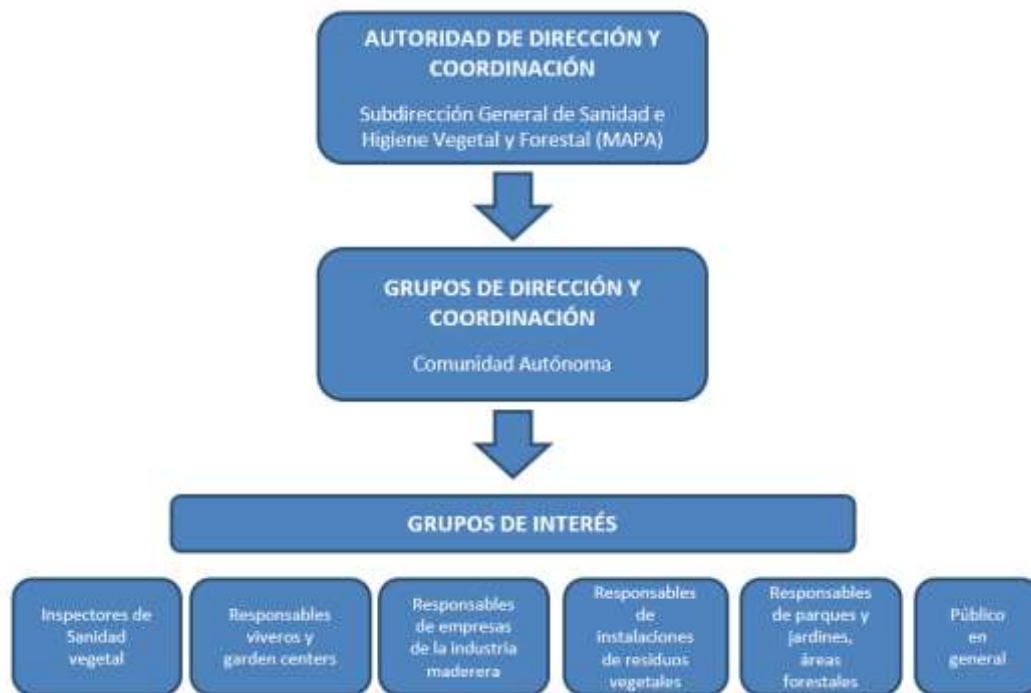 AUTORIDAD DE DIRECCIÓN Y
COORDINACIÓN
Subdirección General de Sanidad e
Higiene Vegetal y Forestal (MAPA)
GRUPOS DE DIRECCIÓN Y
COORDINACIÓN
Comunidad Autónoma
GRUPOS DE INTERÉS
Inspectores de
Sanidad
vegetal
Responsables
viveros y
garden centers
Responsables
de empresas
de la industria
maderera
Responsables
de
instalaciones
de residuos
vegetales
Responsables
de parques y
jardines,
áreas
forestales
Público
en
general